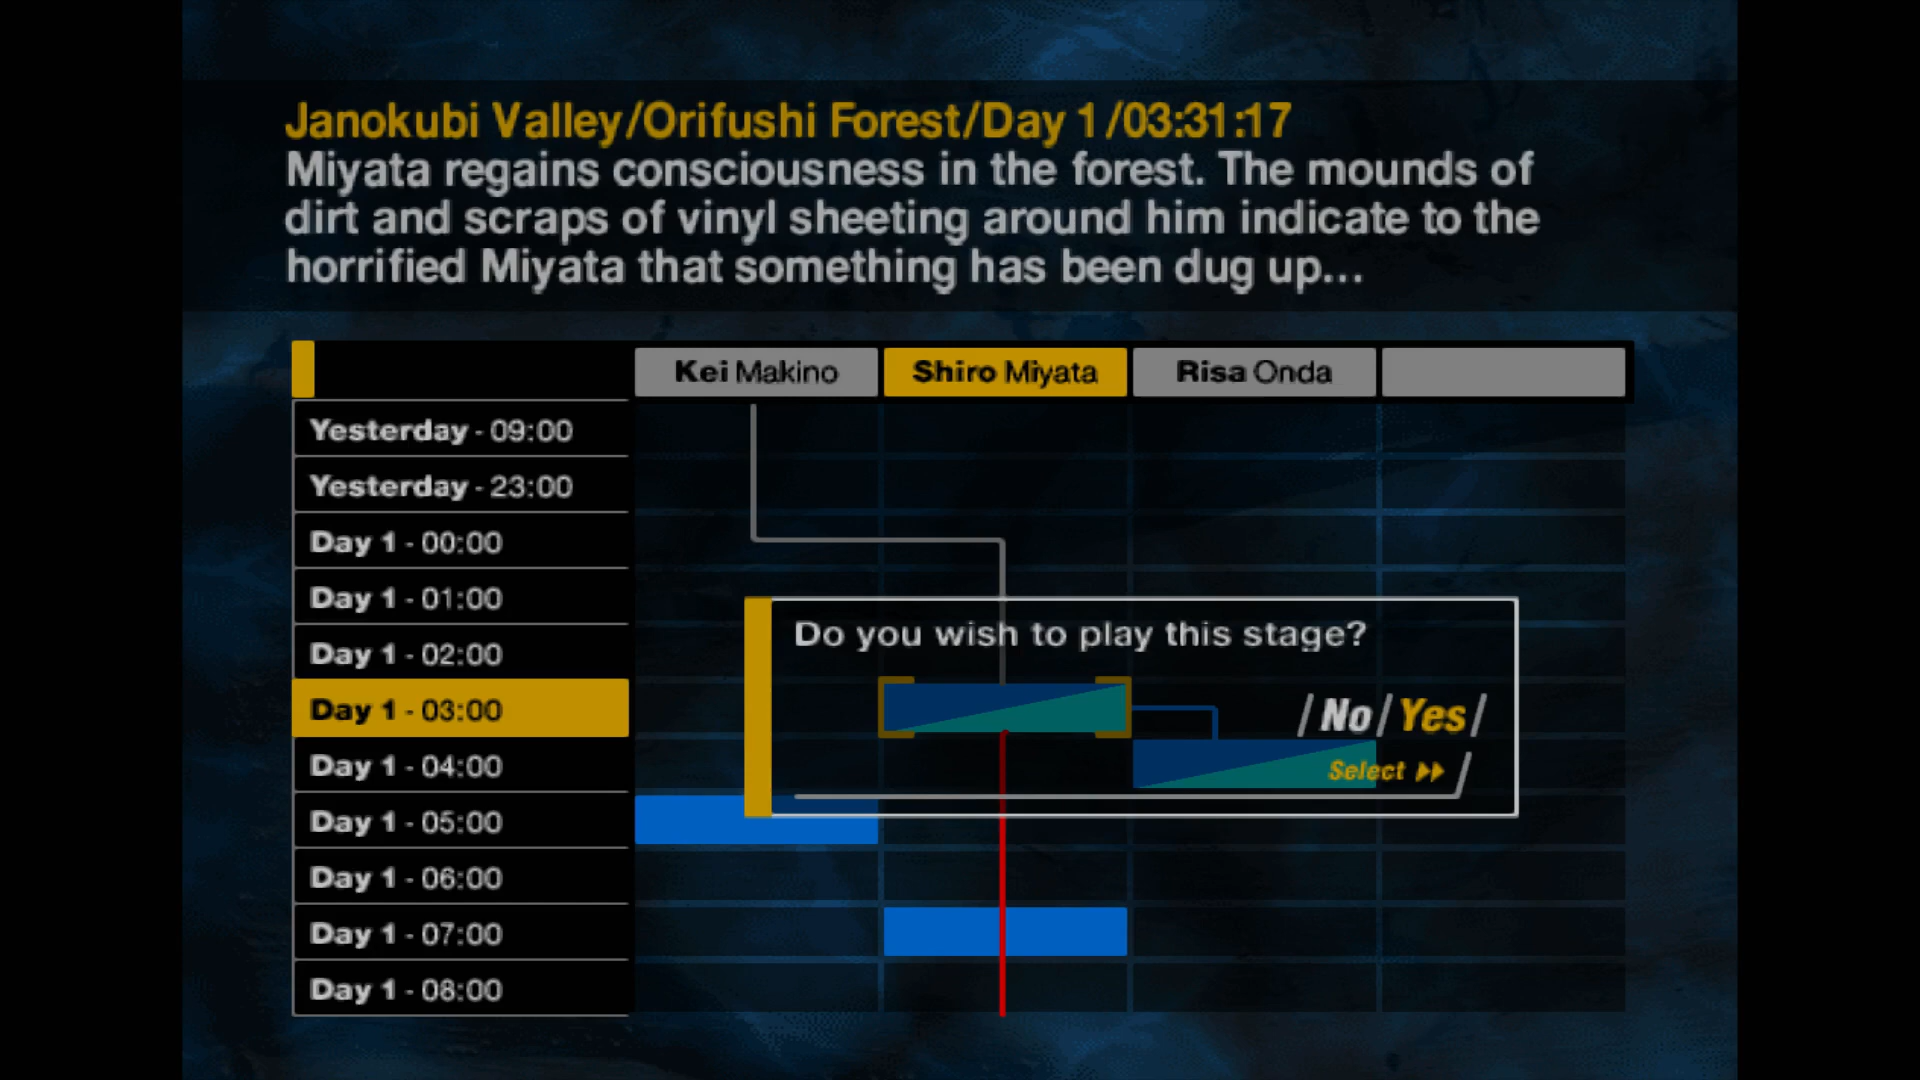 Janokubi Valley/Orifushi Forest/Day 1/03:31:17
Miyata regains consciousness in the forest. The mounds of
dirt and scraps of vinyl sheeting around him indicate to the
horrified Miyata that something has been dug up...
Kei Makino
Shiro Miyata
Risa Onda
Yesterday - 09:00
Yesterday - 23:00
Day 1 - 00:00
Day 1 - 01:00
Day 1 - 02:00
Day 1 - 03:00
Day 1 - 04:00
Day 1 - 05:00
Day 1 - 06:00
Day 1 - 07:00
Day 1 - 08:00
Do you wish to play this stage?
/No/Yes/
Select